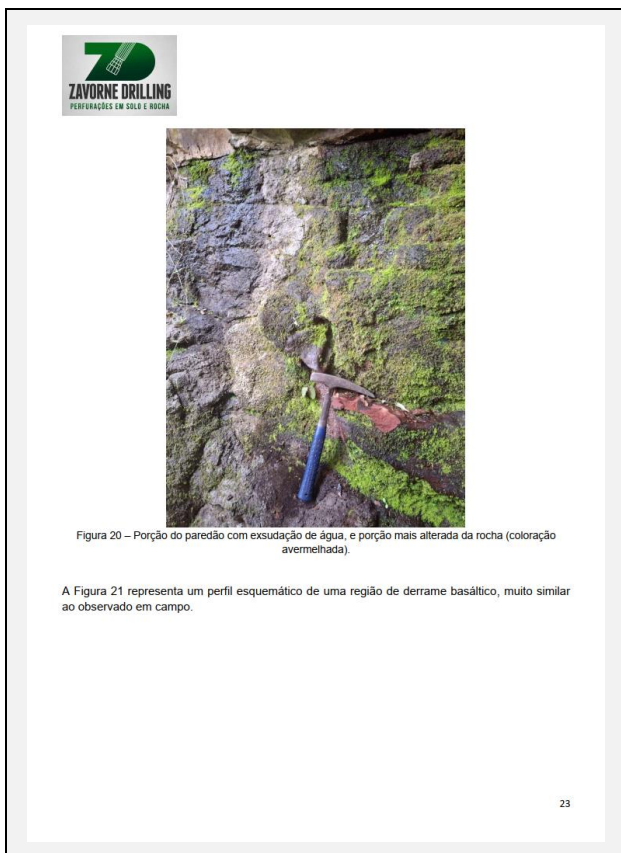 ZD
ZAVORNE DRILLING
PERFURAÇÕES EM SOLO E ROCHA
Figura 20 – Porção do paredão com exsudação de água, e porção mais alterada da rocha (coloração
avermelhada).
A Figura 21 representa um perfil esquemático de uma região de derrame basáltico, muito similar
ao observado em campo.
23